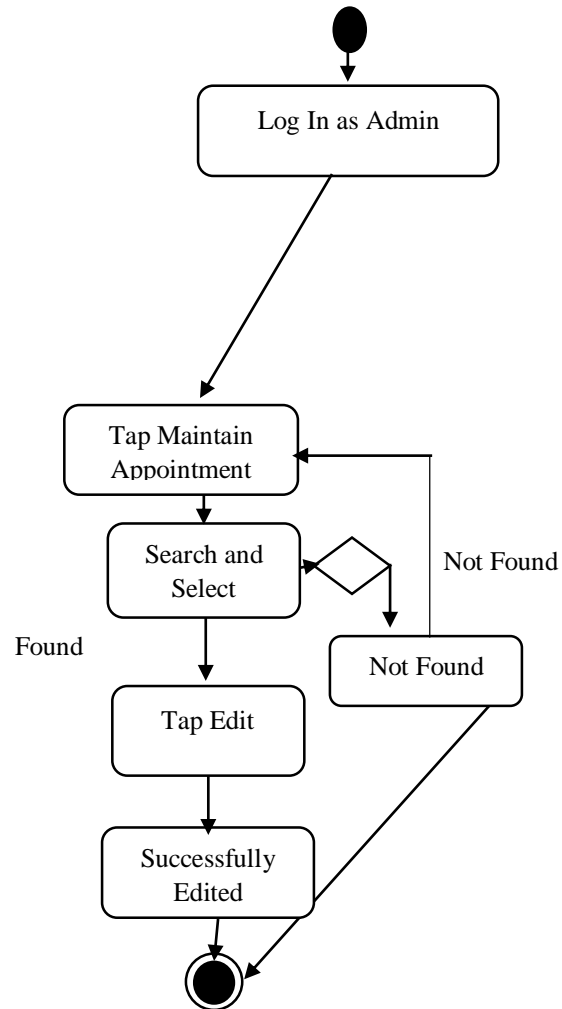 Log In as Admin
Tap Maintain
Appointment
Search and
Select
Not Found
Found
Not Found
Tap Edit
Successfully
Edited